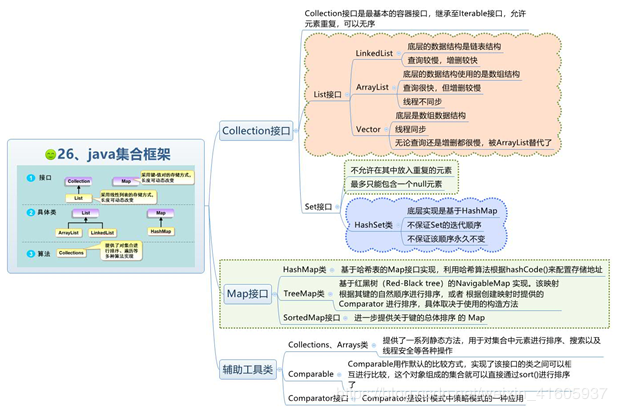 26、java集合框架
1 接口
Collection
Map
采用键-值对的存储方式,
长度可动态改变
List
采用线性列表的存储方式,
长度可动态改变
2 具体类
List
Map
ArrayList
LinkedList
HashMap
3 算法
Collections
提供了对集合进
行排序,遍历等
多种算法实现
Collection接口
Collection接口是最基本的容器接口，继承至Iterable接口，允许
元素重复，可以无序
List接口
LinkedList
底层的数据结构是链表结构
查询较慢，增删较快
ArrayList
底层的数据结构使用的是数组结构
查询很快，但增删较慢
线程不同步
Vector
底层是数组数据结构
线程同步
无论查询还是增删都很慢，被ArrayList替代了
Set接口
不允许在其中放入重复的元素
最多只能包含一个null元素
HashSet类
底层实现是基于HashMap
不保证Set的迭代顺序
不保证该顺序永久不变
Map接口
HashMap类
基于哈希表的Map接口实现，利用哈希算法根据hashCode()来配置存储地址
TreeMap类
基于红黑树（Red-Black tree）的NavigableMap 实现。该映射
根据其键的自然顺序进行排序，或者 根据创建映射时提供的
Comparator 进行排序，具体取决于使用的构造方法
SortedMap接口
进一步提供关于键的总体排序 的 Map
辅助工具类
Collections、Arrays类
提供了一系列静态方法，用于对集合中元素进行排序、搜索以及
线程安全等各种操作
Comparable
Comparable用作默认的比较方式，实现了该接口的类之间可以相
互进行比较，这个对象组成的集合就可以直接通过sort()进行排序
了
Comparator接口
Comparator是设计模式中策略模式的一种应用